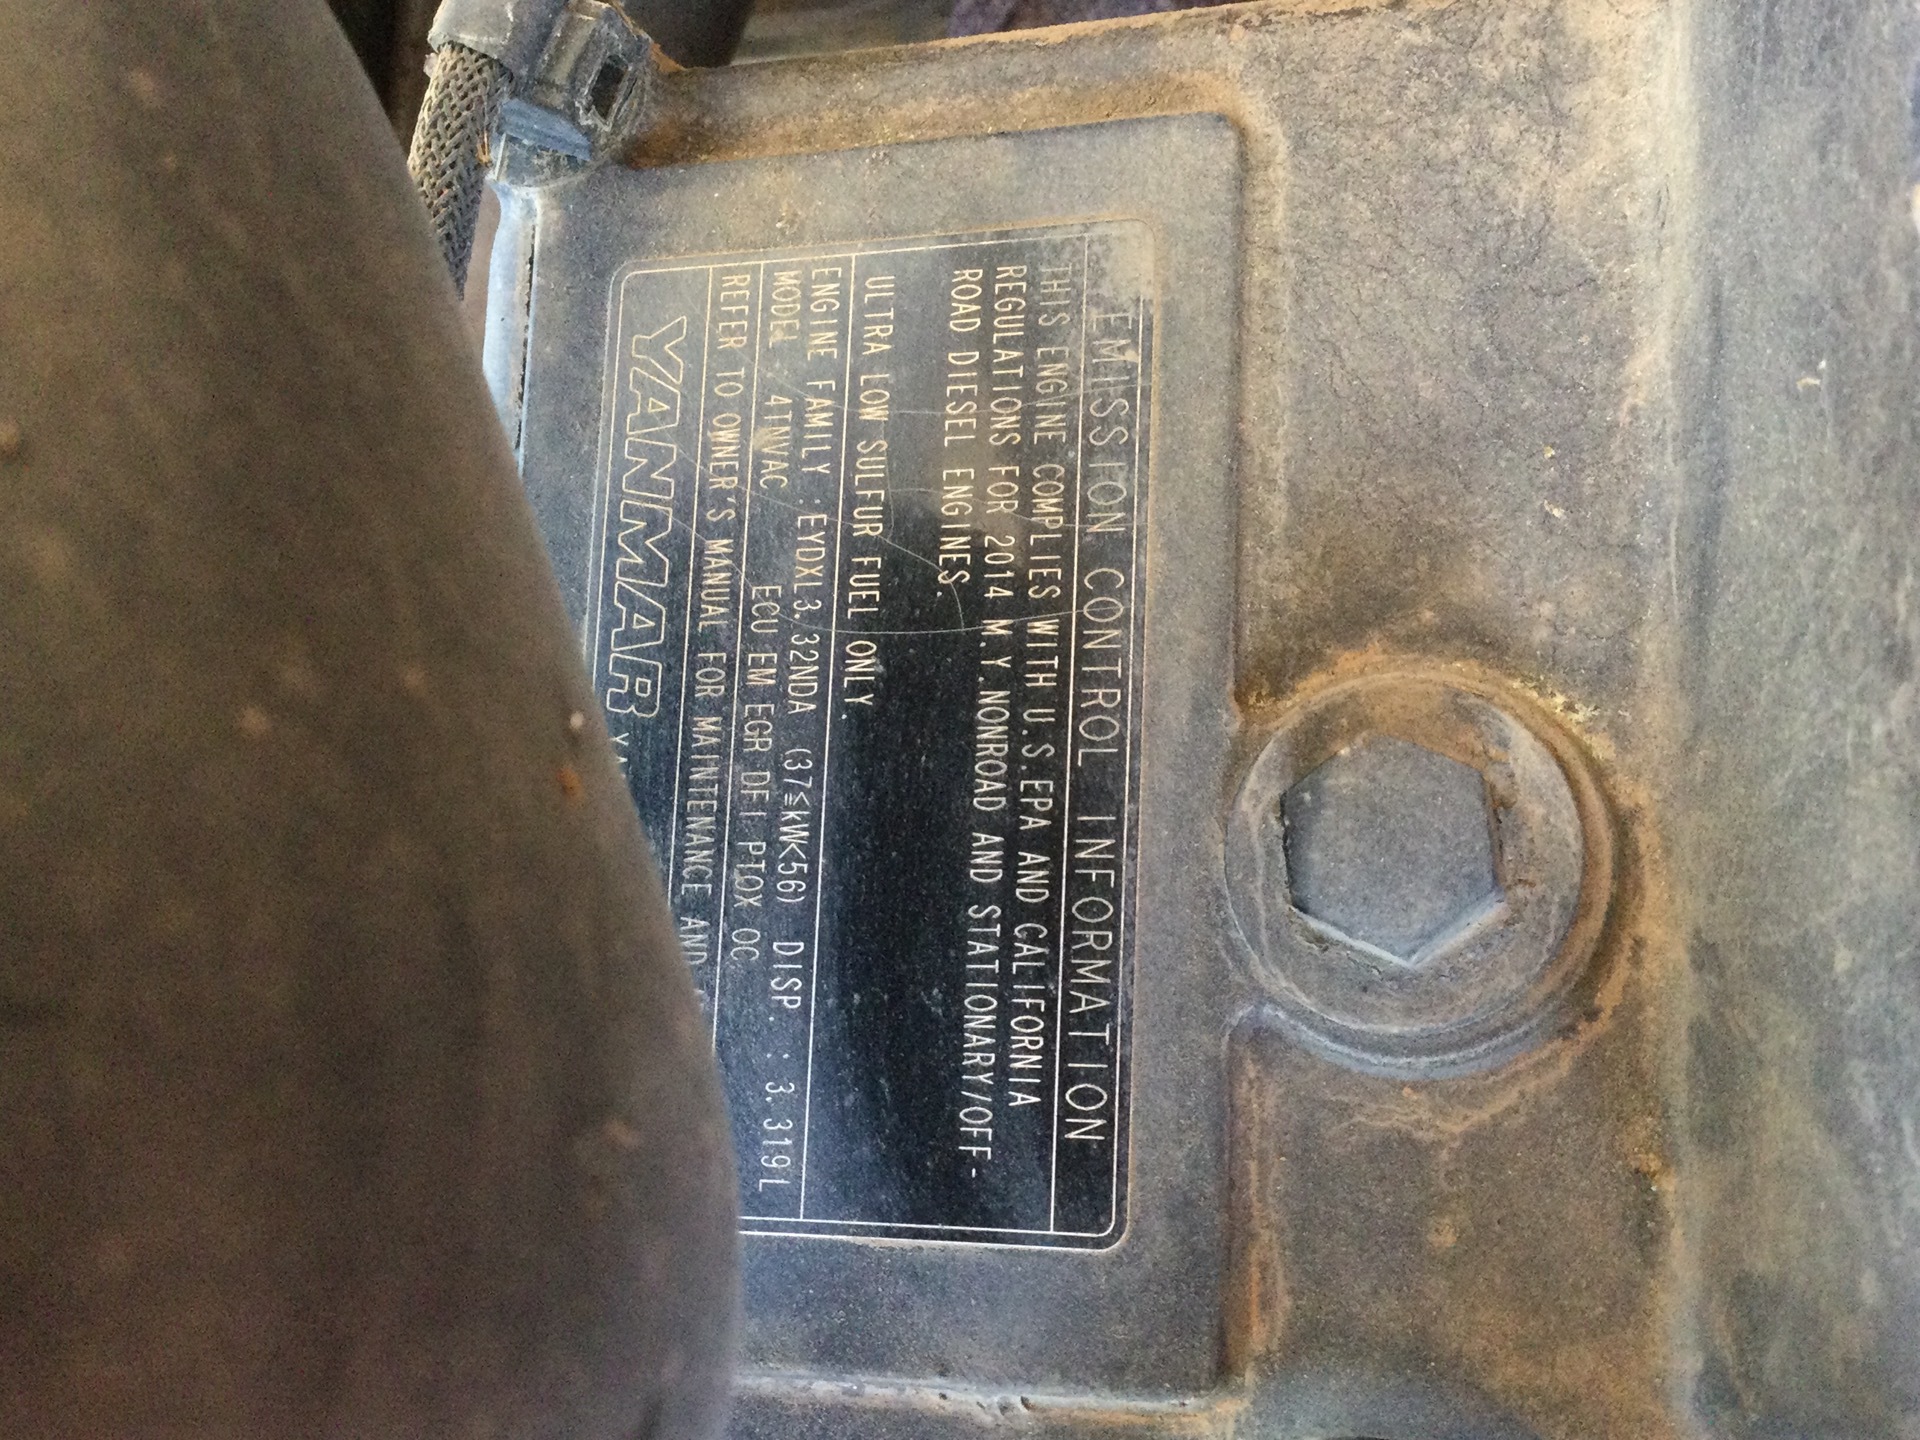 EMISSION CONTROL INFORMATION
THIS ENGINE COMPLIES WITH U.S.EPA AND CALIFORNIA
REGULATIONS FOR 2014 M.Y.NONROAD AND STATIONARY/OFF-
ROAD DIESEL ENGINES.
ULTRA LOW SULFUR FUEL ONLY.
ENGINE FAMILY :EYDXL3.32NDA (37≦kW<56) DISP. : 3.319L
MODEL : 4TNVAC ECU EM EGR DFI PTOX OC
REFER TO OWNER'S MANUAL FOR MAINTENANCE AND
YANMAR